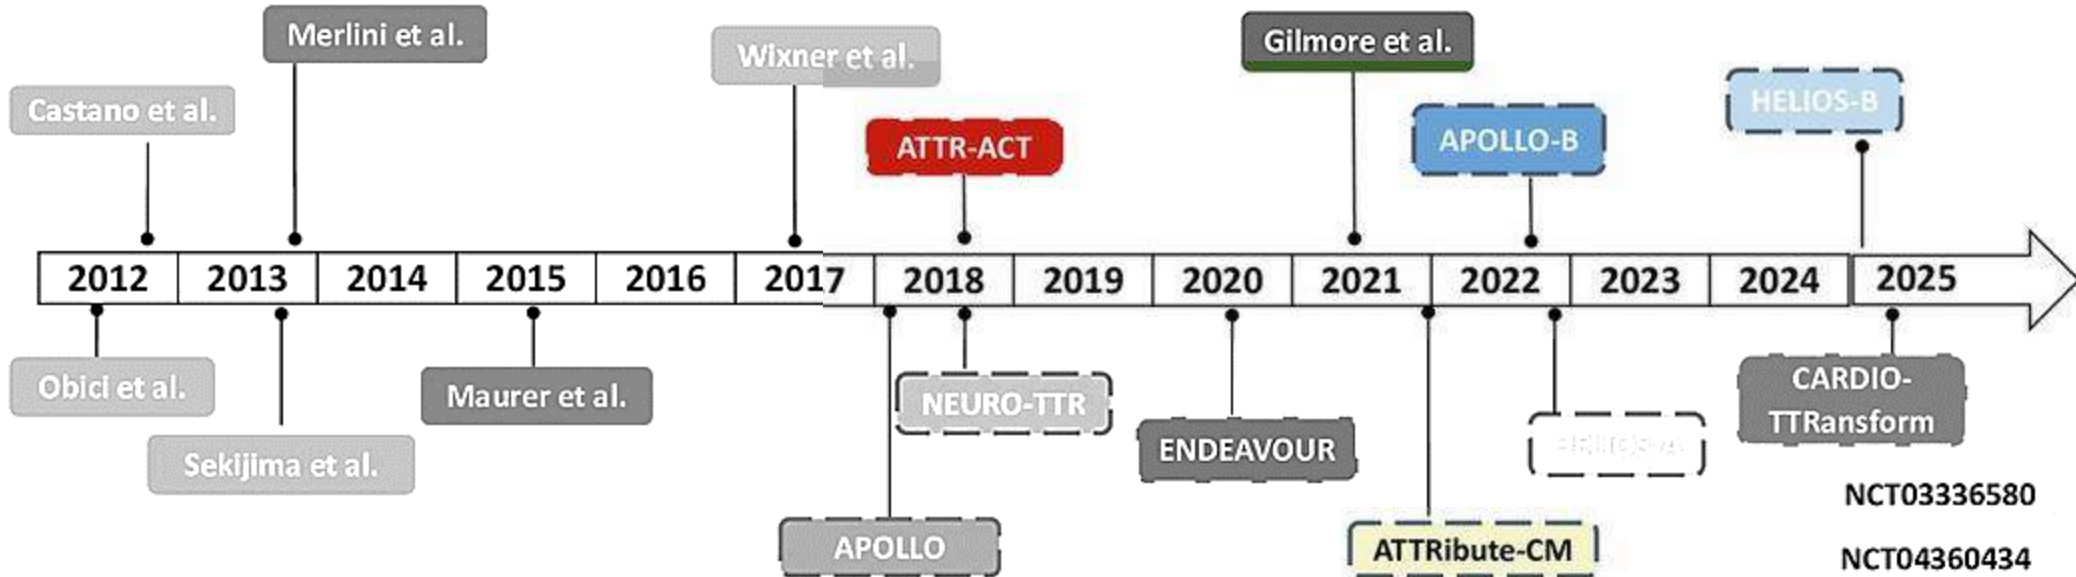 Merlini et al.
Wixner et al.
Gilmore et al.
Castano et al.
ATTR-ACT
APOLLO-B
HELIOS-B
2012 2013 2014 2015 2016 2017 2018 2019 2020 2021 2022 2023 2024 2025
Obici et al.
Maurer et al.
NEURO-TTR
CARDIO-
TTRansform
Sekijima et al.
ENDEAVOUR
HELIOS-A
NCT03336580
APOLLO
ATTRibute-CM
NCT04360434